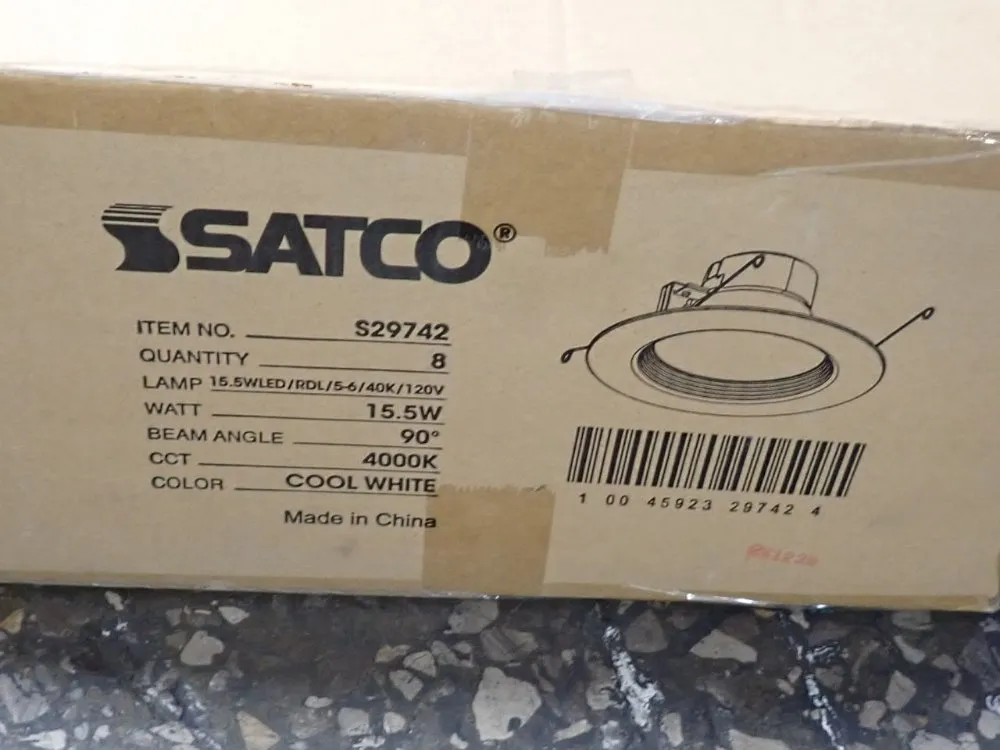 SATCO®
ITEM NO. S29742
QUANTITY 8
LAMP 15.5WLED/RDL/5-6/40K/120V
WATT 15.5W
BEAM ANGLE 90°
CCT 4000K
COLOR COOL WHITE
Made in China
1 00 45923 29742 4